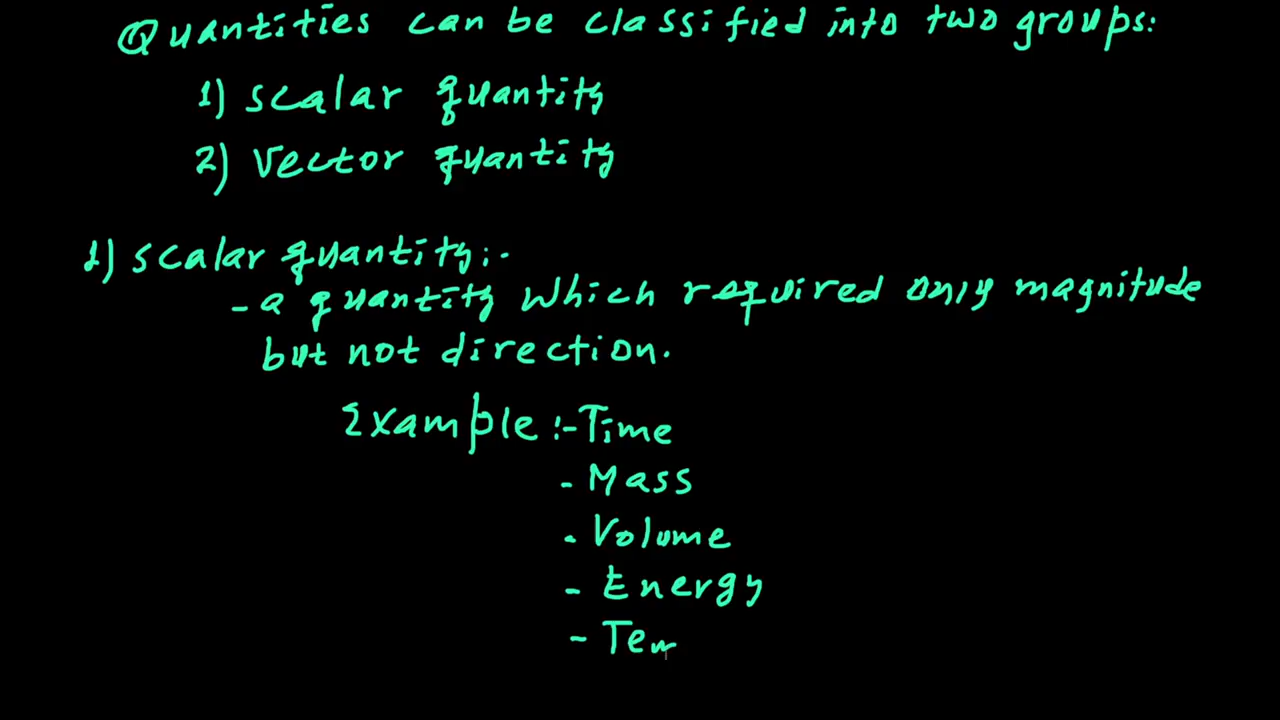 Quantities can be classified into two groups:
1) scalar quantity
2) Vector quantity
1) scalar quantity:-
- a quantity which required only magnitude
but not direction.
Example :- Time
- Mass
- Volume
- Energy
- Tem